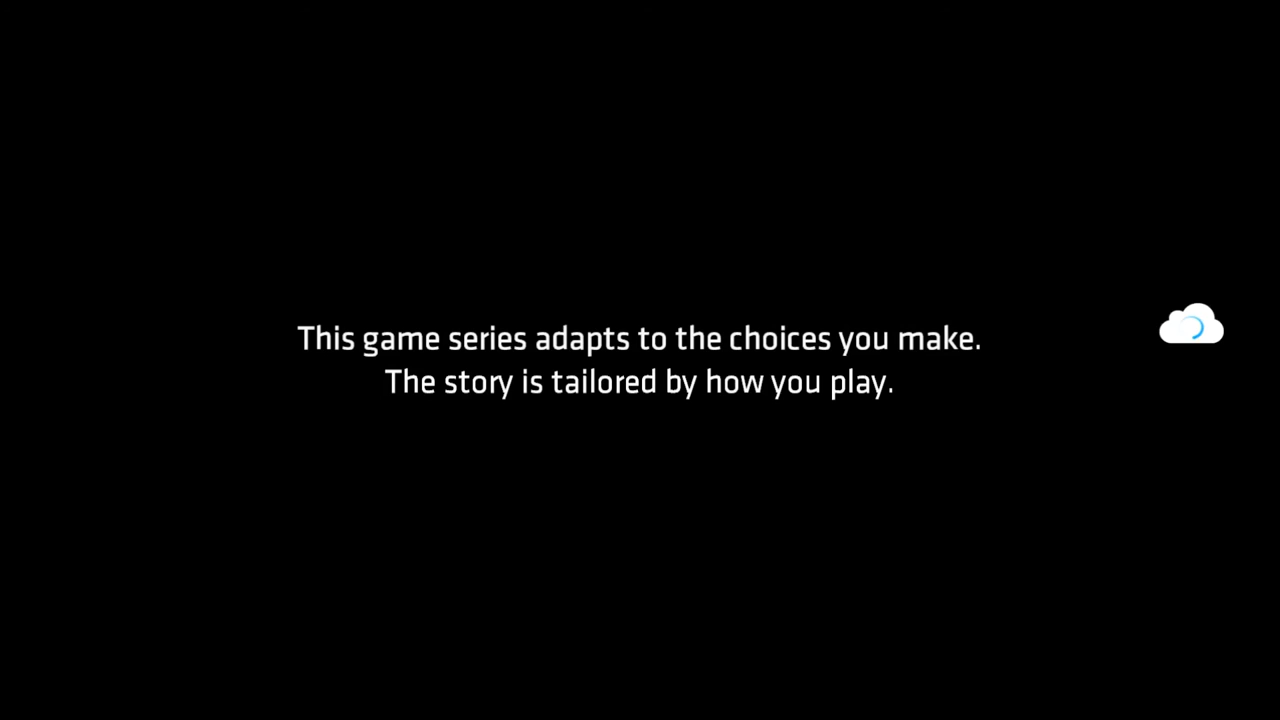 This game series adapts to the choices you make.
The story is tailored by how you play.